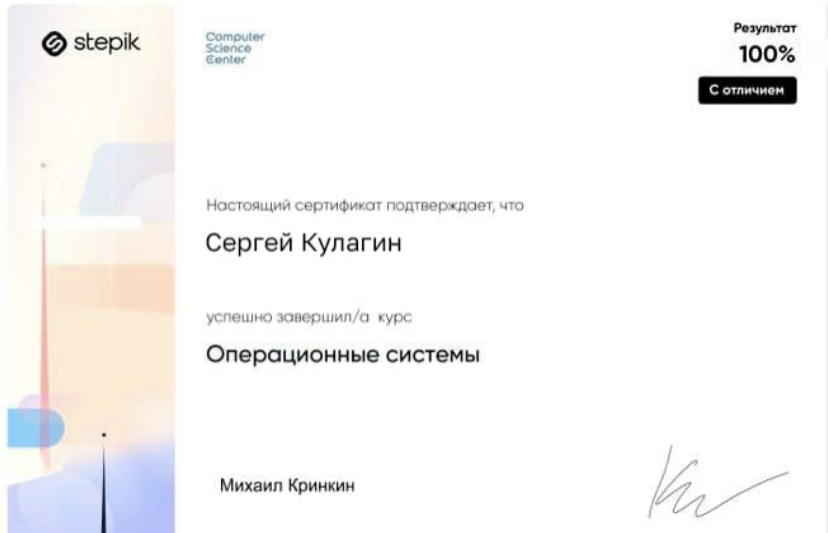 stepik
Computer
Science
Center
Результат
100%
С отличием
Настоящий сертификат подтверждает, что
Сергей Кулагин
успешно завершил/а курс
Операционные системы
Михаил Кринкин